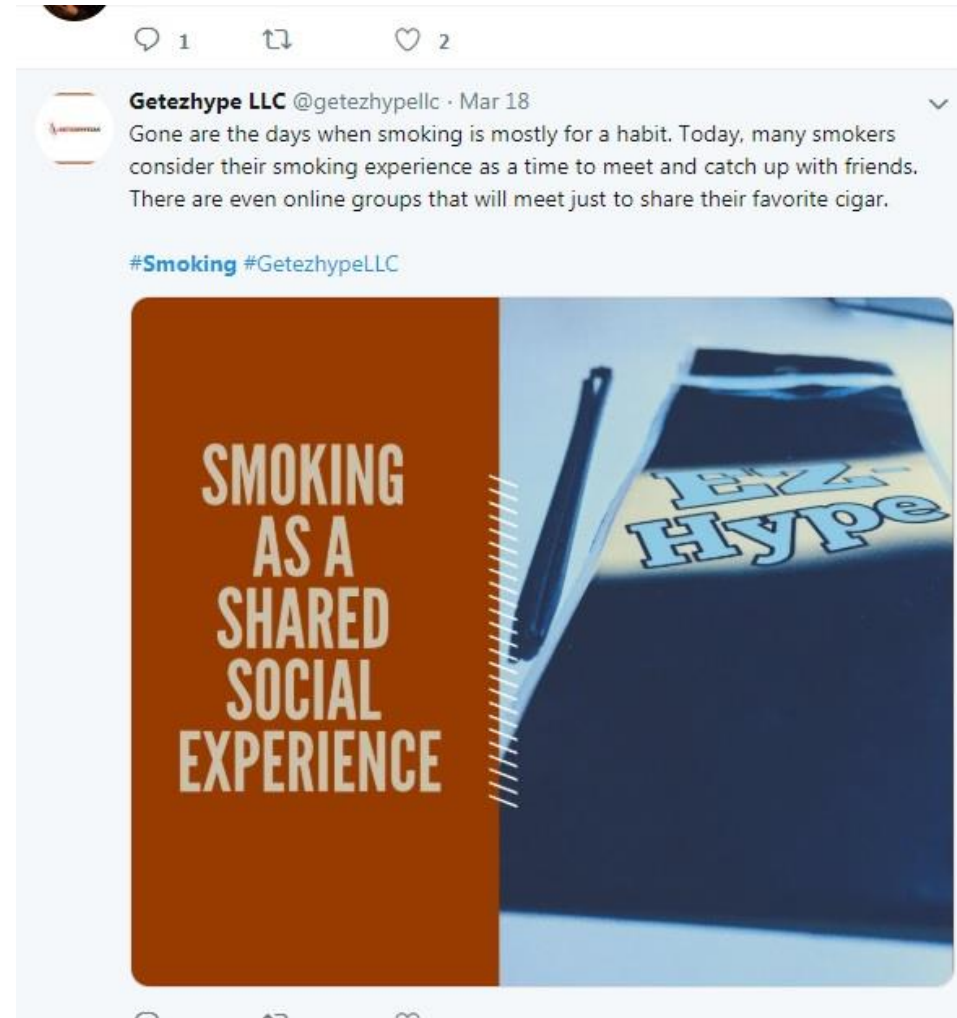 1 2
Getezhype LLC @getezhypellc · Mar 18
Gone are the days when smoking is mostly for a habit. Today, many smokers
consider their smoking experience as a time to meet and catch up with friends.
There are even online groups that will meet just to share their favorite cigar.
#Smoking #GetezhypeLLC
SMOKING
AS A
SHARED
SOCIAL
EXPERIENCE
EZ-
Hype